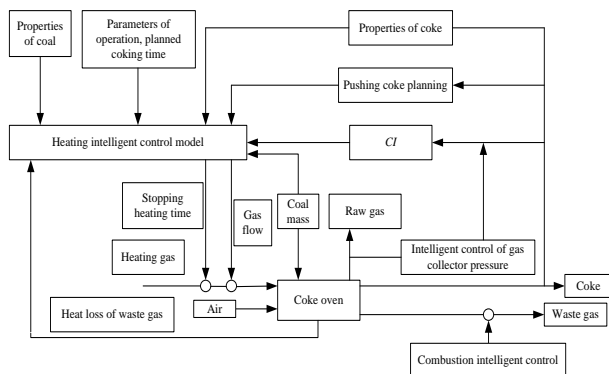 Properties
of coal
Parameters of
operation, planned
coking time
Properties of coke
Pushing coke planning
Heating intelligent control model
CI
Stopping
heating time
Gas
flow
Coal
mass
Raw gas
Heating gas
Intelligent control of gas
collector pressure
Coke oven
Coke
Heat loss of waste gas
Air
Waste gas
Combustion intelligent control